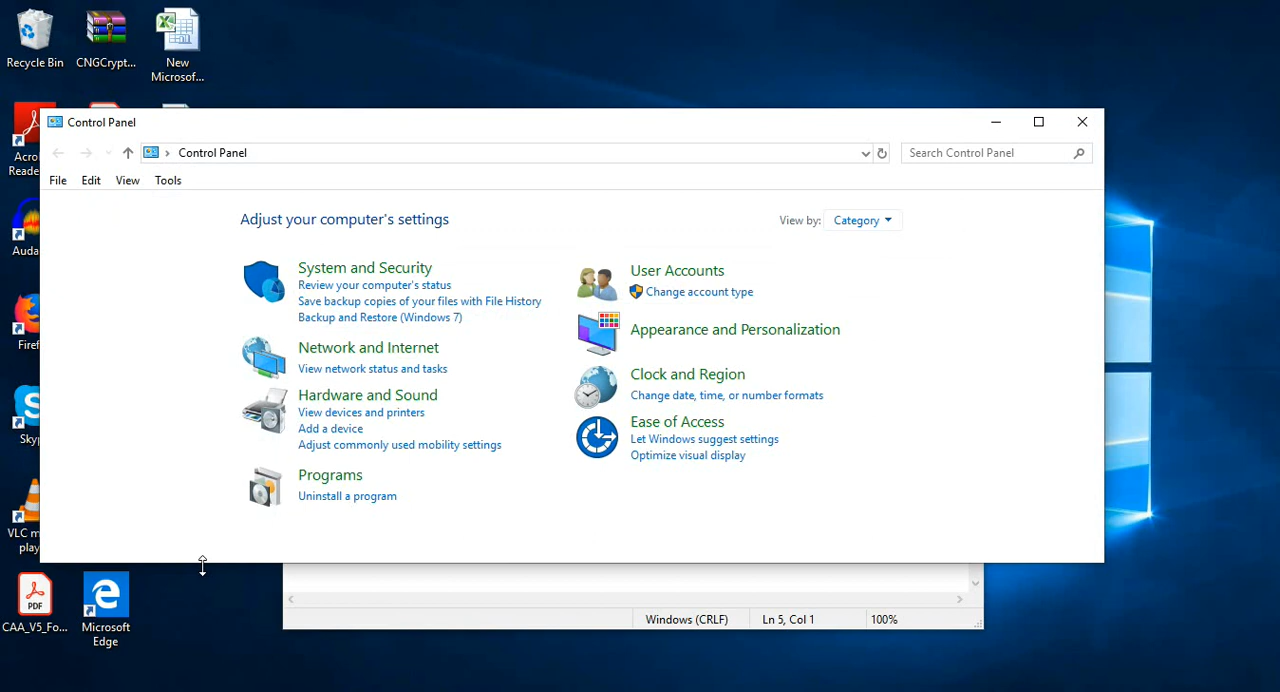 Recycle Bin
CNGCrypt...
New
Microsof...
Control Panel
Control Panel
Search Control Panel
File Edit View Tools
Adjust your computer's settings
View by: Category
System and Security
Review your computer's status
Save backup copies of your files with File History
Backup and Restore (Windows 7)
Network and Internet
View network status and tasks
Hardware and Sound
View devices and printers
Add a device
Adjust commonly used mobility settings
Programs
Uninstall a program
User Accounts
Change account type
Appearance and Personalization
Clock and Region
Change date, time, or number formats
Ease of Access
Let Windows suggest settings
Optimize visual display
Acro
Reade
Auda
Firef
Skyp
VLC m
play
PDF
CAA_V5_Fo...
Microsoft
Edge
Windows (CRLF) Ln 5, Col 1 100%